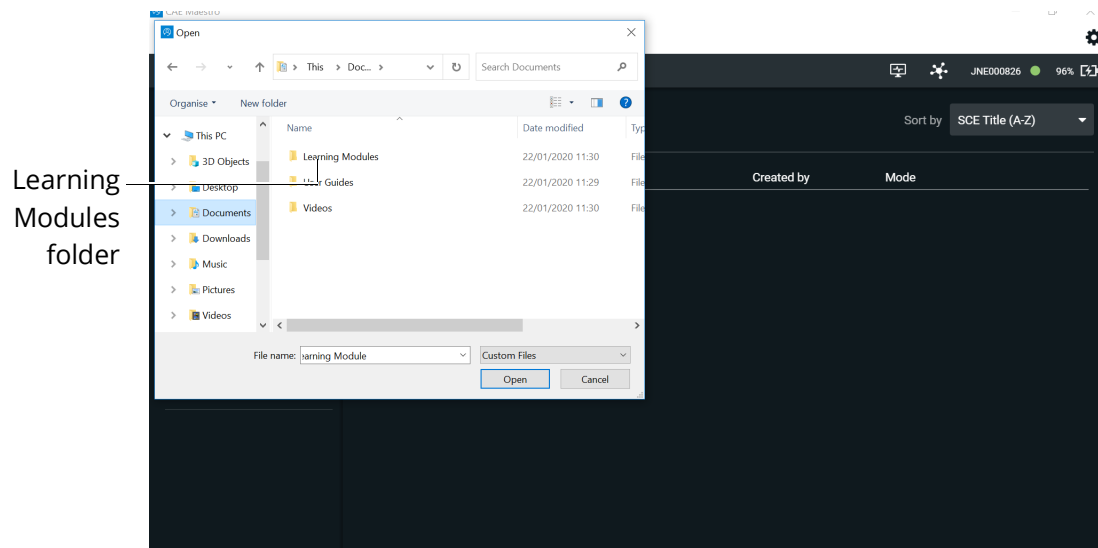 CAE Maestro
Open
This > Doc... >
Search Documents
JNE000826
96%
Organise
New folder
Sort by
SCE Title (A-Z)
Name
Date modified
Typ
This PC
3D Objects
Desktop
Documents
Downloads
Music
Pictures
Videos
Learning Modules
22/01/2020 11:30
File
User Guides
22/01/2020 11:29
File
Videos
22/01/2020 11:30
File
Created by
Mode
Learning
Modules
folder
File name:
earning Module
Custom Files
Open
Cancel